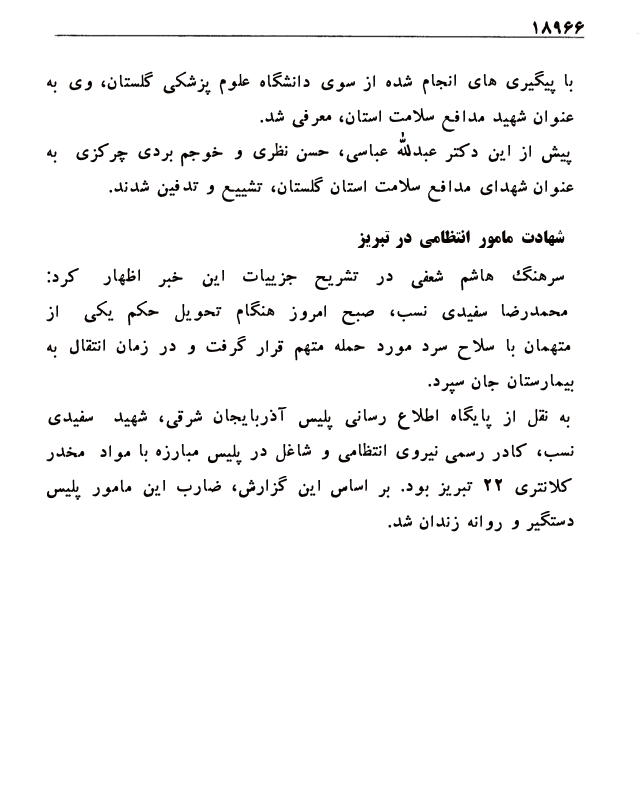 ۱۸۹۶۶
با پیگیری های انجام شده از سوی دانشگاه علوم پزشکی گلستان، وی به
عنوان شهید مدافع سلامت استان، معرفی شد.
پیش از این دکتر عبدالله عباسی، حسن نظری و خوجم بردی چرکزی به
عنوان شهدای مدافع سلامت استان گلستان، تشییع و تدفین شدند.
شهادت مامور انتظامی در تبریز
سرهنگ هاشم شعفی در تشریح جزییات این خبر اظهار کرد:
محمدرضا سفیدی نسب، صبح امروز هنگام تحویل حکم یکی از
متهمان با سلاح سرد مورد حمله متهم قرار گرفت و در زمان انتقال به
بیمارستان جان سپرد.
به نقل از پایگاه اطلاع رسانی پلیس آذربایجان شرقی، شهید سفیدی
نسب، کادر رسمی نیروی انتظامی و شاغل در پلیس مبارزه با مواد مخدر
کلانتری ۲۲ تبریز بود. بر اساس این گزارش، ضارب این مامور پلیس
دستگیر و روانه زندان شد.